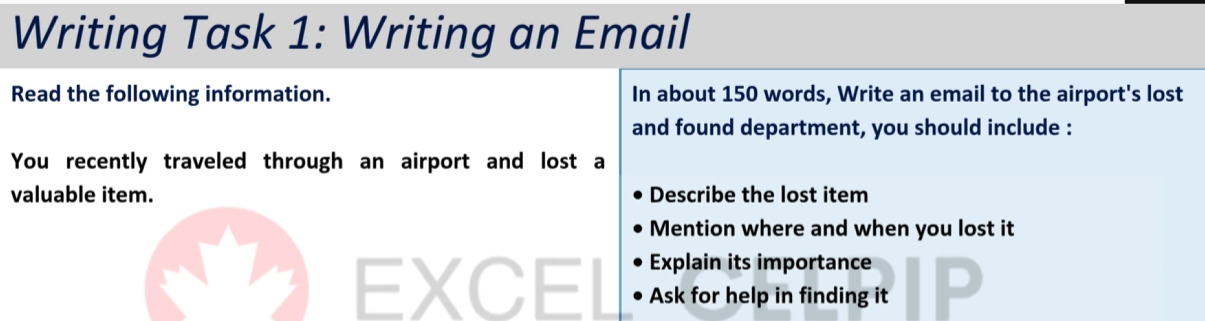 Writing Task 1: Writing an Email
Read the following information.
You recently traveled through an airport and lost a
valuable item.
In about 150 words, Write an email to the airport's lost
and found department, you should include :
• Describe the lost item
• Mention where and when you lost it
• Explain its importance
• Ask for help in finding it
EXCEL CELPIP